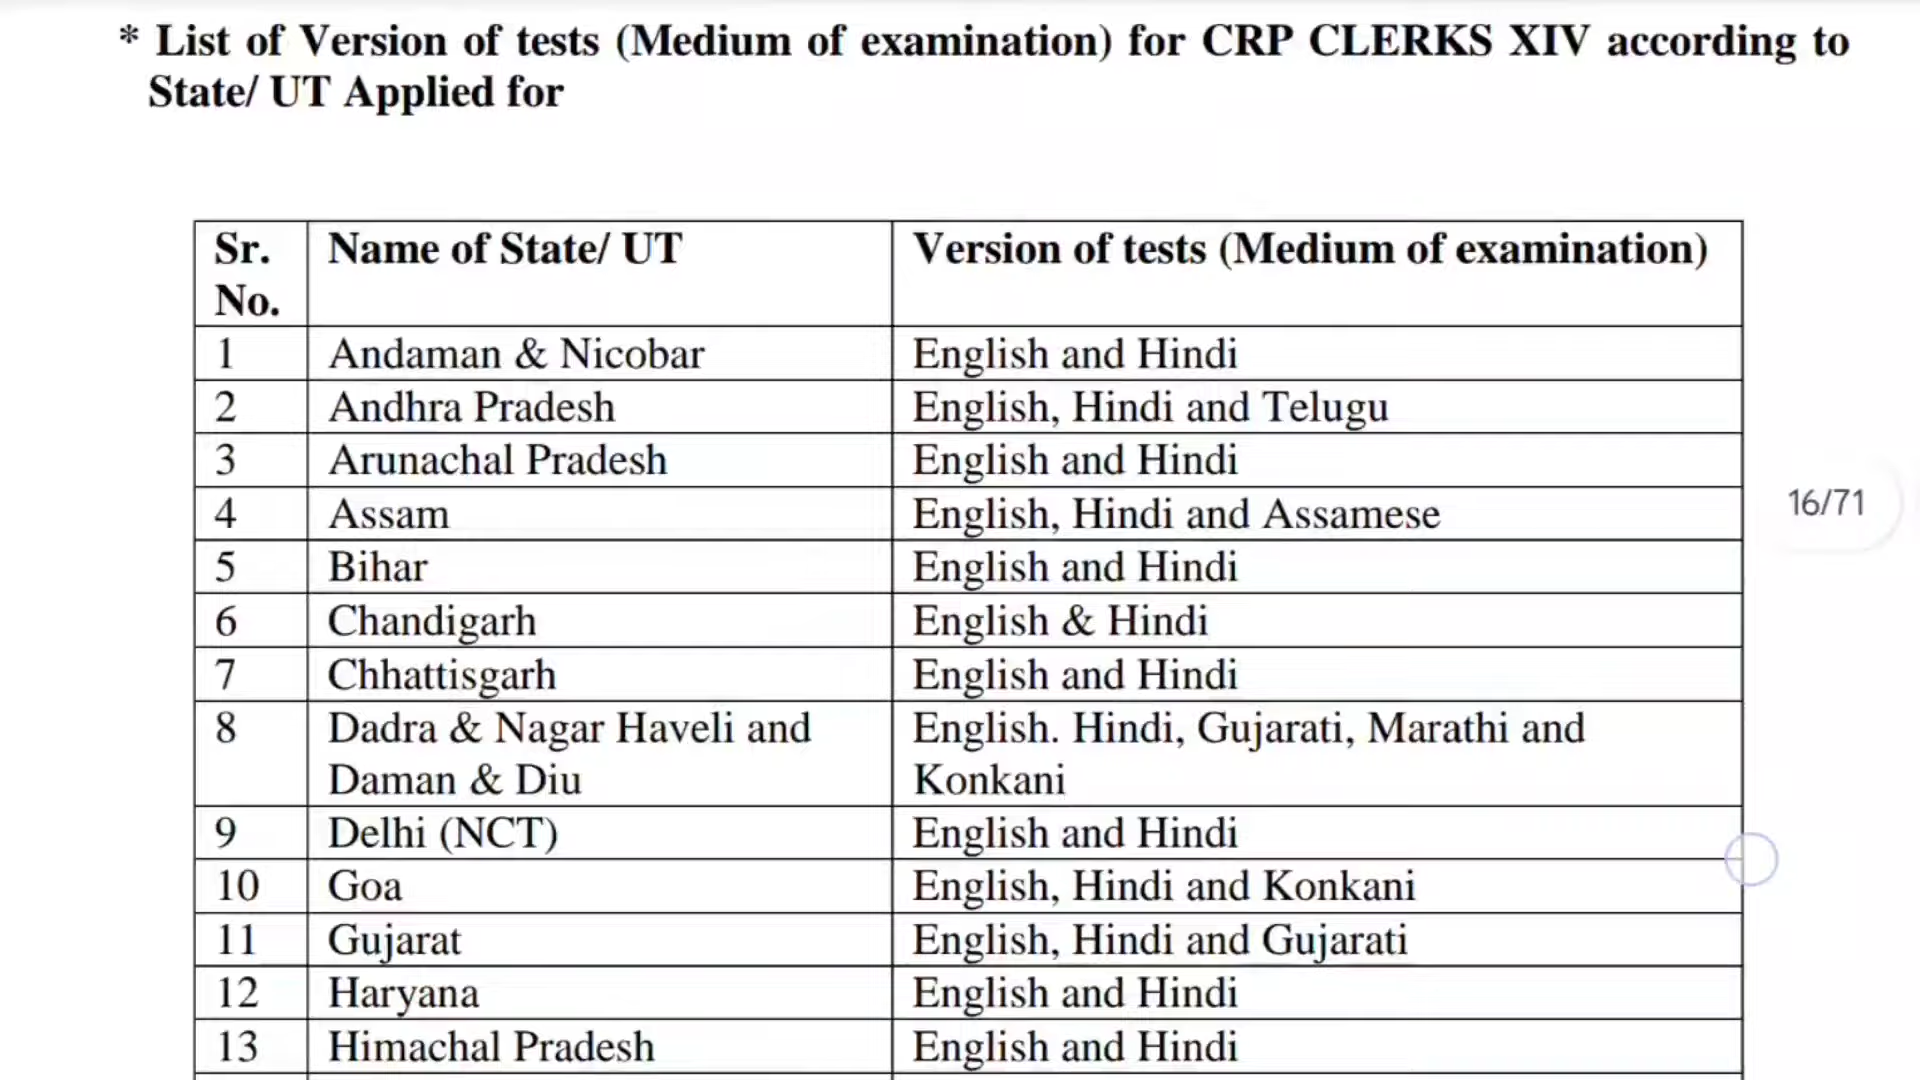 * List of Version of tests (Medium of examination) for CRP CLERKS XIV according to
State/ UT Applied for
Sr. No. Name of State/ UT Version of tests (Medium of examination)
1 Andaman & Nicobar English and Hindi
2 Andhra Pradesh English, Hindi and Telugu
3 Arunachal Pradesh English and Hindi
4 Assam English, Hindi and Assamese
16/71
5 Bihar English and Hindi
6 Chandigarh English & Hindi
7 Chhattisgarh English and Hindi
8 Dadra & Nagar Haveli and Daman & Diu English. Hindi, Gujarati, Marathi and Konkani
9 Delhi (NCT) English and Hindi
10 Goa English, Hindi and Konkani
11 Gujarat English, Hindi and Gujarati
12 Haryana English and Hindi
13 Himachal Pradesh English and Hindi